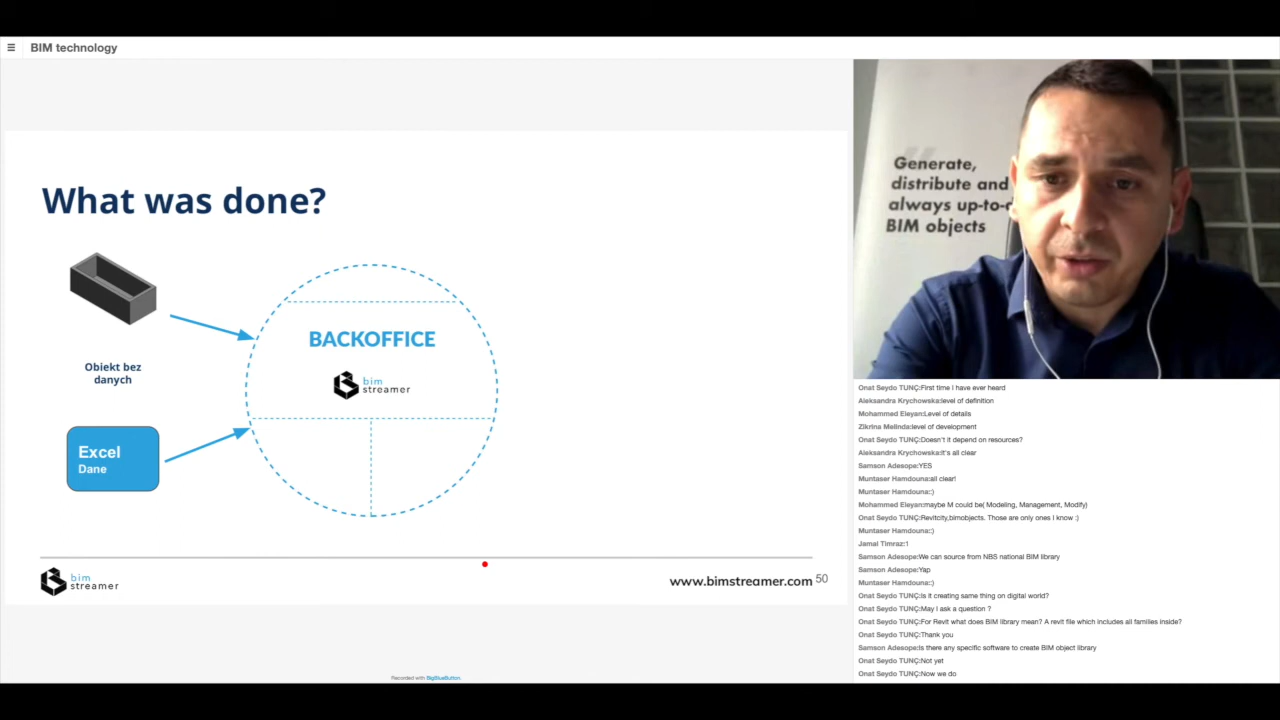 BIM technology
What was done?
Obiekt bez
danych
Excel
Dane
BACKOFFICE
bim
streamer
bim
streamer
www.bimstreamer.com 50
Recorded with BigBlueButton.
Generate,
distribute and
always up-to-d
BIM objects
Onat Seydo TUNÇ:First time I have ever heard
Aleksandra Krychowska:level of definition
Mohammed Eleyan:Level of details
Zikrina Melinda:level of development
Onat Seydo TUNÇ:Doesn't it depend on resources?
Aleksandra Krychowska:it's all clear
Samson Adesope:YES
Muntaser Hamdouna:all clear!
Muntaser Hamdouna::)
Mohammed Eleyan:maybe M could be( Modeling, Management, Modify)
Onat Seydo TUNÇ:Revitcity,bimobjects. Those are only ones I know :)
Muntaser Hamdouna::)
Jamal Timraz:1
Samson Adesope:We can source from NBS national BIM library
Samson Adesope:Yap
Muntaser Hamdouna::)
Onat Seydo TUNÇ:Is it creating same thing on digital world?
Onat Seydo TUNÇ:May I ask a question ?
Onat Seydo TUNÇ:For Revit what does BIM library mean? A revit file which includes all families inside?
Onat Seydo TUNÇ:Thank you
Samson Adesope:Is there any specific software to create BIM object library
Onat Seydo TUNÇ:Not yet
Onat Seydo TUNÇ:Now we do